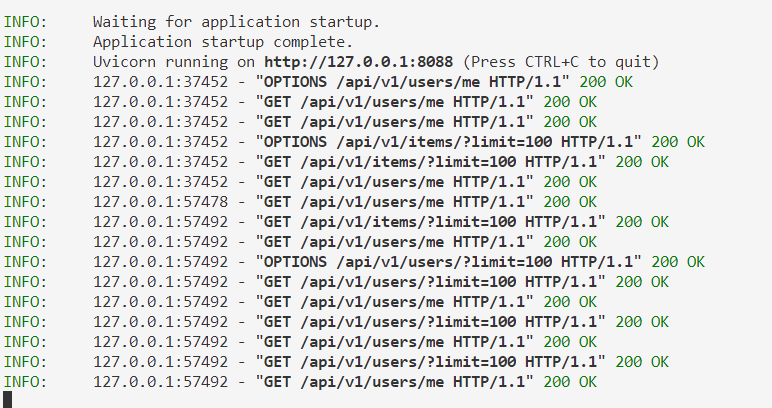 INFO:     Waiting for application startup.
INFO:     Application startup complete.
INFO:     Uvicorn running on http://127.0.0.1:8088 (Press CTRL+C to quit)
INFO:     127.0.0.1:37452 - "OPTIONS /api/v1/users/me HTTP/1.1" 200 OK
INFO:     127.0.0.1:37452 - "GET /api/v1/users/me HTTP/1.1" 200 OK
INFO:     127.0.0.1:37452 - "GET /api/v1/users/me HTTP/1.1" 200 OK
INFO:     127.0.0.1:37452 - "OPTIONS /api/v1/items/?limit=100 HTTP/1.1" 200 OK
INFO:     127.0.0.1:37452 - "GET /api/v1/items/?limit=100 HTTP/1.1" 200 OK
INFO:     127.0.0.1:37452 - "GET /api/v1/users/me HTTP/1.1" 200 OK
INFO:     127.0.0.1:57478 - "GET /api/v1/users/me HTTP/1.1" 200 OK
INFO:     127.0.0.1:57492 - "GET /api/v1/items/?limit=100 HTTP/1.1" 200 OK
INFO:     127.0.0.1:57492 - "GET /api/v1/users/me HTTP/1.1" 200 OK
INFO:     127.0.0.1:57492 - "OPTIONS /api/v1/users/?limit=100 HTTP/1.1" 200 OK
INFO:     127.0.0.1:57492 - "GET /api/v1/users/?limit=100 HTTP/1.1" 200 OK
INFO:     127.0.0.1:57492 - "GET /api/v1/users/me HTTP/1.1" 200 OK
INFO:     127.0.0.1:57492 - "GET /api/v1/users/?limit=100 HTTP/1.1" 200 OK
INFO:     127.0.0.1:57492 - "GET /api/v1/users/me HTTP/1.1" 200 OK
INFO:     127.0.0.1:57492 - "GET /api/v1/users/?limit=100 HTTP/1.1" 200 OK
INFO:     127.0.0.1:57492 - "GET /api/v1/users/me HTTP/1.1" 200 OK